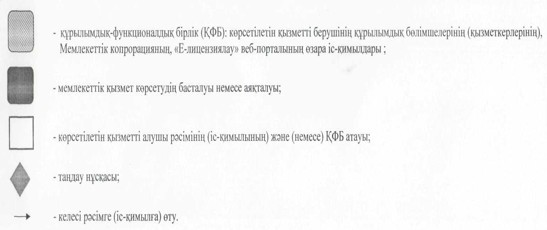 - құрылымдық-функционалдық бірлік (ҚФБ): көрсетілетін қызметті берушінің құрылымдық бөлімшелерінің (қызметкерлерінің),
Мемлекеттік копрорацияның, «Е-лицензиялау» веб-порталының өзара іс-қимылдары ;
- мемлекеттік қызмет көрсетудің басталуы немесе аяқталуы;
- көрсетілетін қызметті алушы рәсімінің (іс-қимылының) және (немесе) ҚФБ атауы;
- таңдау нұсқасы;
- келесі рәсімге (іс-қимылға) өту.